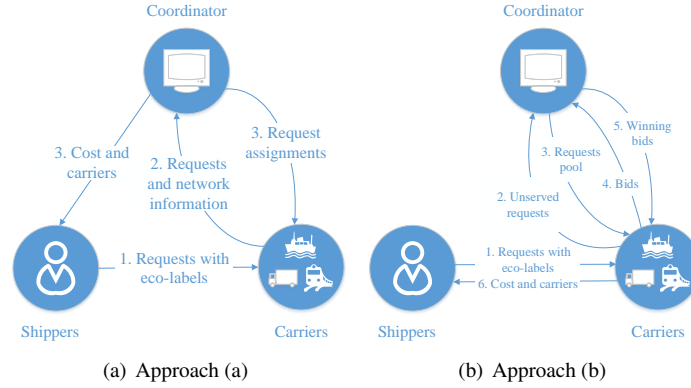 Coordinator
3. Cost and
carriers
2. Requests
and network
information
3. Request
assignments
1. Requests with
eco-labels
Shippers
Carriers
(a) Approach (a)
Coordinator
5. Winning
bids
3. Requests
pool
4. Bids
2. Unserved
requests
1. Requests with
eco-labels
6. Cost and carriers
Shippers
Carriers
(b) Approach (b)